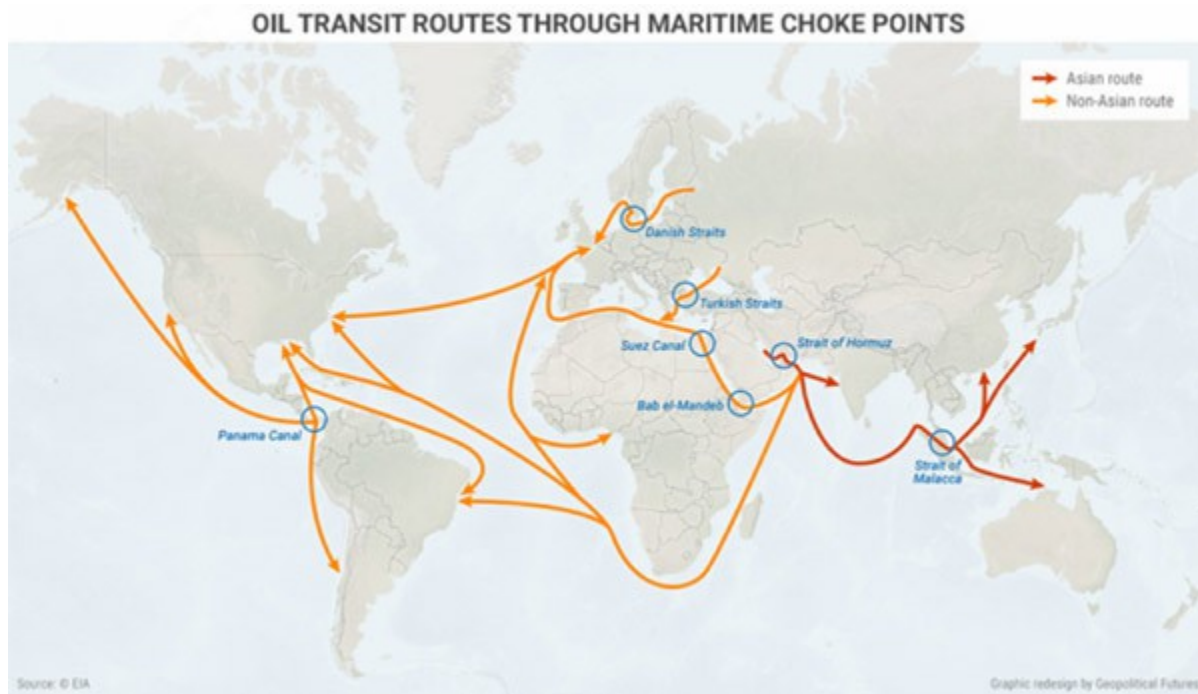 OIL TRANSIT ROUTES THROUGH MARITIME CHOKE POINTS
Asian route
Non-Asian route
Danish Straits
Turkish Straits
Suez Canal
Strait of Hormuz
Bab el-Mandeb
Panama Canal
Strait of
Malacca
Source: © EIA
Graphic redesign by Geopolitical Futures